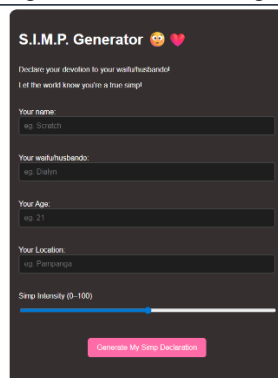 S.I.M.P. Generator 😳 💗
Declare your devotion to your waifu/husbando!
Let the world know you're a true simp!
Your name:
eg. Scratch
Your waifu/husbando:
eg. Dialyn
Your Age:
eg. 21
Your Location:
eg. Pampanga
Simp Intensity (0–100)
Generate My Simp Declaration